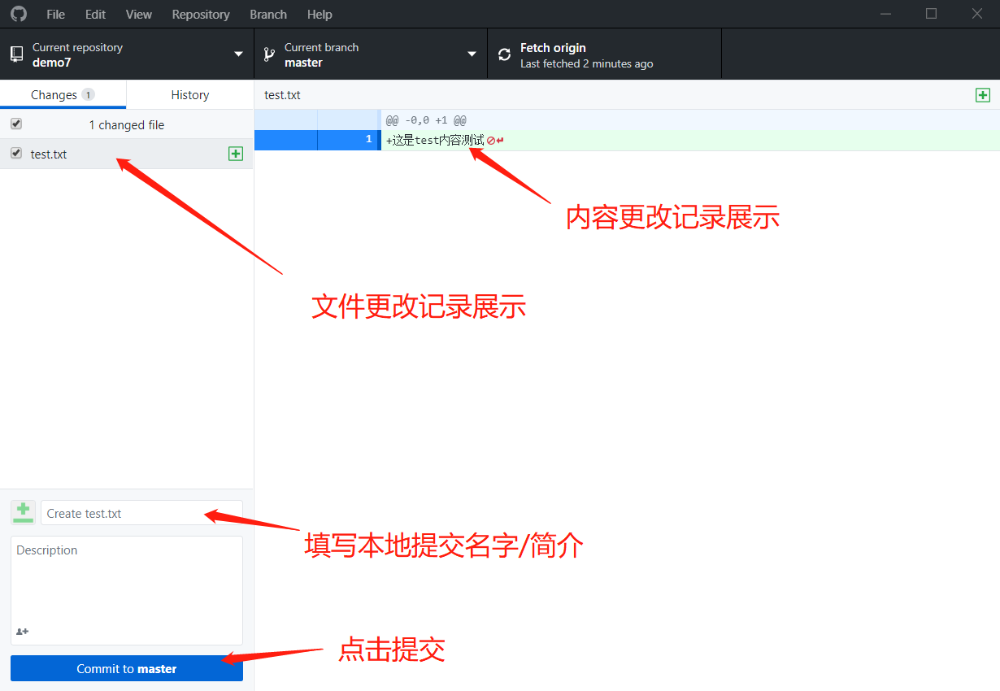 File Edit View Repository Branch Help
Current repository
demo7
Current branch
master
Fetch origin
Last fetched 2 minutes ago
Changes 1
History
test.txt
1 changed file
@@ -0,0 +1 @@
1 +这是test内容测试
test.txt
内容更改记录展示
文件更改记录展示
Create test.txt
填写本地提交名字/简介
Description
点击提交
Commit to master